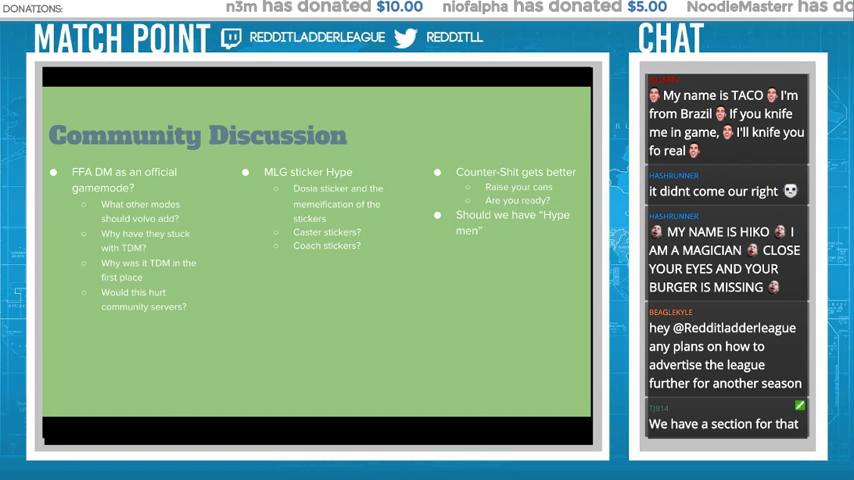 DONATIONS:
n3m has donated $10.00 niofalpha has donated $5.00 NoodleMasterr has do
MATCH POINT REDDITLADDERLEAGUE REDDITLL
CHAT
Community Discussion
FFA DM as an official
gamemode?
What other modes
should volvo add?
Why have they stuck
with TDM?
Why was it TDM in the
first place
Would this hurt
community servers?
MLG sticker Hype
Dosia sticker and the
memeification of the
stickers
Caster stickers?
Coach stickers?
Counter-Shit gets better
Raise your cans
Are you ready?
Should we have "Hype
men"
My name is TACO I'm
from Brazil If you knife
me in game, I'll knife you
fo real
HASHRUNNER
it didnt come our right
HASHRUNNER
MY NAME IS HIKO I
AM A MAGICIAN CLOSE
YOUR EYES AND YOUR
BURGER IS MISSING
BEAGLEKYLE
hey @Redditladderleague
any plans on how to
advertise the league
further for another season
TJB14
We have a section for that